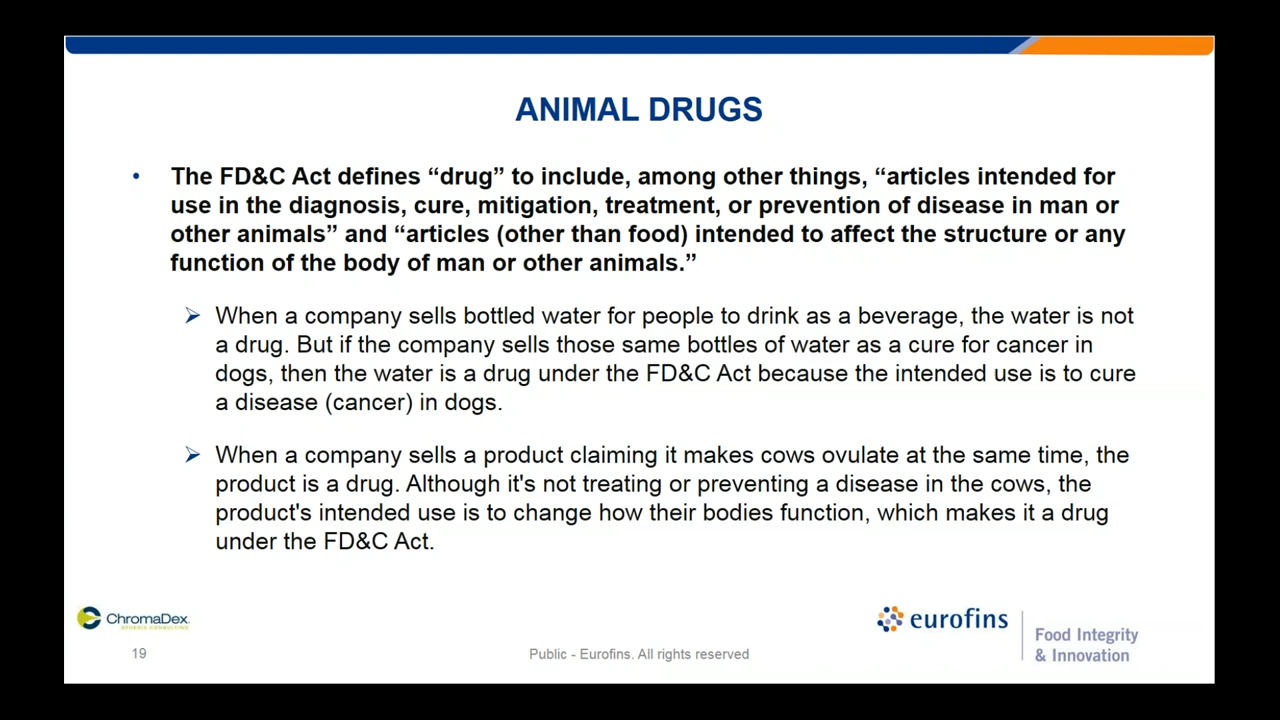 ANIMAL DRUGS
• The FD&C Act defines “drug” to include, among other things, “articles intended for
use in the diagnosis, cure, mitigation, treatment, or prevention of disease in man or
other animals” and “articles (other than food) intended to affect the structure or any
function of the body of man or other animals.”
➢ When a company sells bottled water for people to drink as a beverage, the water is not
a drug. But if the company sells those same bottles of water as a cure for cancer in
dogs, then the water is a drug under the FD&C Act because the intended use is to cure
a disease (cancer) in dogs.
➢ When a company sells a product claiming it makes cows ovulate at the same time, the
product is a drug. Although it's not treating or preventing a disease in the cows, the
product's intended use is to change how their bodies function, which makes it a drug
under the FD&C Act.
ChromaDex
SPHERIX CONSULTING
eurofins
Food Integrity
& Innovation
19
Public - Eurofins. All rights reserved